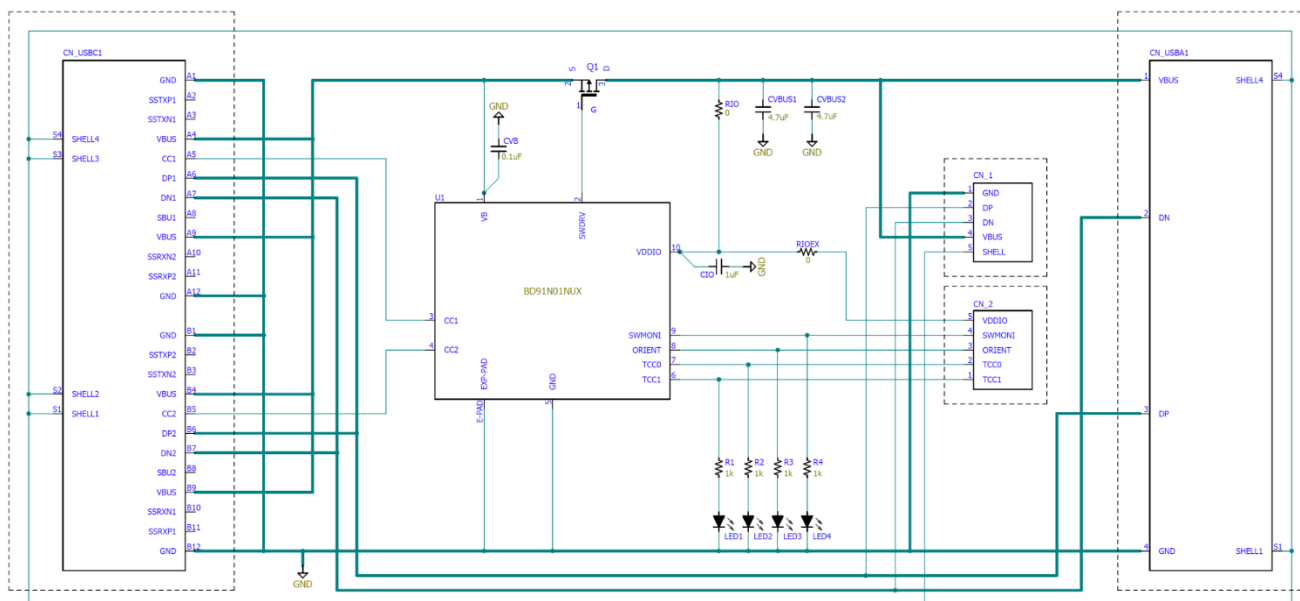 CN_USBC1
GND A1
SSTXP1 A2
SSTXN1 A3
VBUS A4
S4 SHELL4
S3 SHELL3
CC1 A5
DP1 A6
DN1 A7
SBU1 A8
VBUS A9
SSRXN2 A10
SSRXP2 A11
GND A12
GND B1
SSTXP2 B2
SSTXN2 B3
VBUS B4
S2 SHELL2
S1 SHELL1
CC2 B5
DP2 B6
DN2 B7
SBU2 B8
VBUS B9
SSRXN1 B10
SSRXP1 B11
GND B12
GND
S Q1 D
2 3
1 G
GND
CVB
0.1uF
RIO
0
CVBUS1
4.7uF
GND
CVBUS2
4.7uF
GND
U1
1 2
VB SWDRV
VDDIO 10
BD91N01NUX
3 CC1
4 CC2
SWMONI 9
ORIENT 8
TCC0 7
TCC1 6
EXP-PAD GND
E-PAD 5
CIO 1uF GND
RIOEX
0
CN_1
1 GND
2 DP
3 DN
4 VBUS
5 SHELL
CN_2
5 VDDIO
4 SWMONI
3 ORIENT
2 TCC0
1 TCC1
R1 R2 R3 R4
1k 1k 1k 1k
LED1 LED2 LED3 LED4
CN_USBA1
1 VBUS SHELL4 S4
2 DN
3 DP
4 GND SHELL1 S1